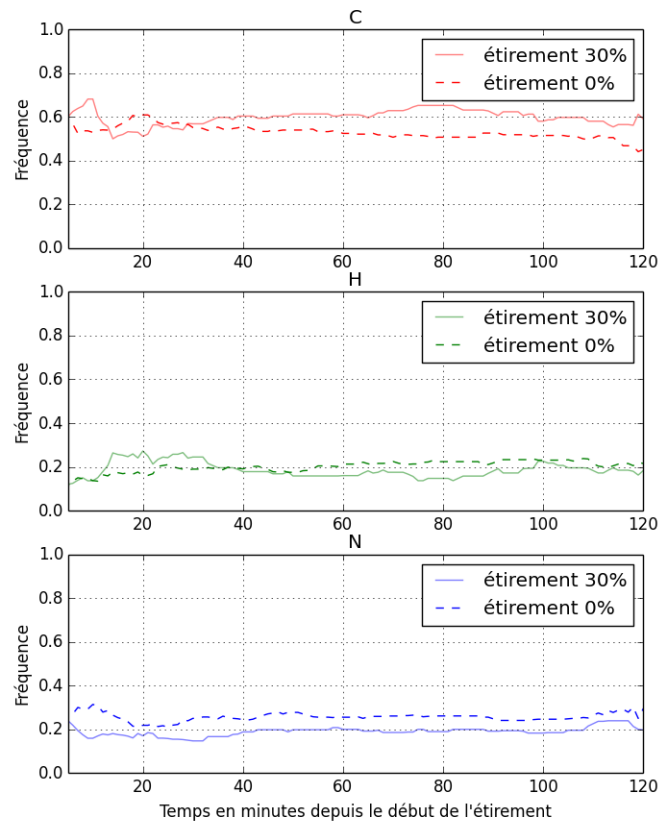 C
1.0
0.8
0.6
0.4
0.2
0.0
Fréquence
étirement 30%
étirement 0%
20 40 60 80 100 120
H
1.0
0.8
0.6
0.4
0.2
0.0
Fréquence
étirement 30%
étirement 0%
20 40 60 80 100 120
N
1.0
0.8
0.6
0.4
0.2
0.0
Fréquence
étirement 30%
étirement 0%
20 40 60 80 100 120
Temps en minutes depuis le début de l'étirement